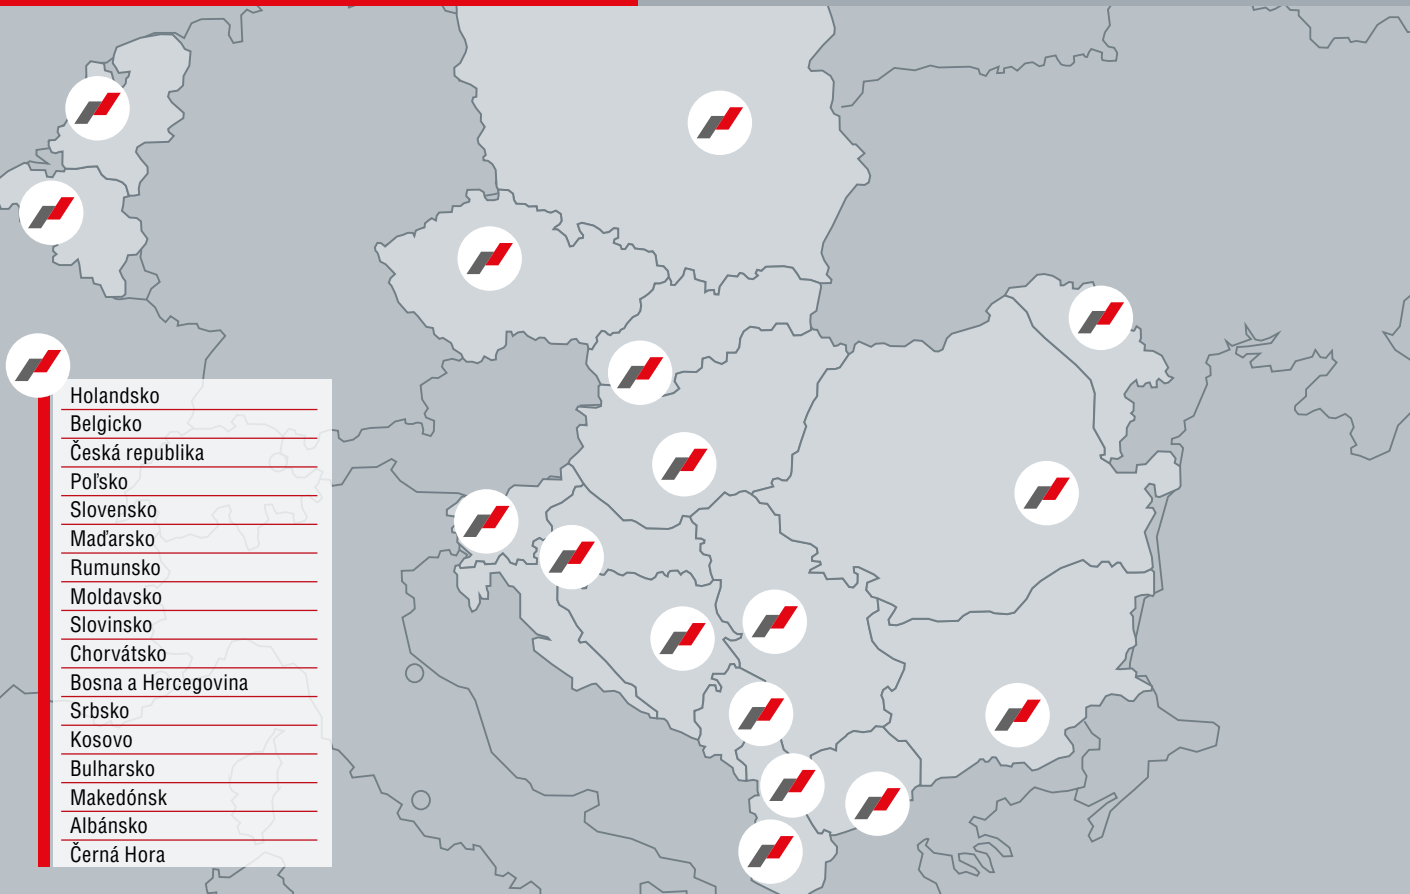 Holandsko
Belgicko
Česká republika
Poľsko
Slovensko
Maďarsko
Rumunsko
Moldavsko
Slovinsko
Chorvátsko
Bosna a Hercegovina
Srbsko
Kosovo
Bulharsko
Makedónsk
Albánsko
Černá Hora